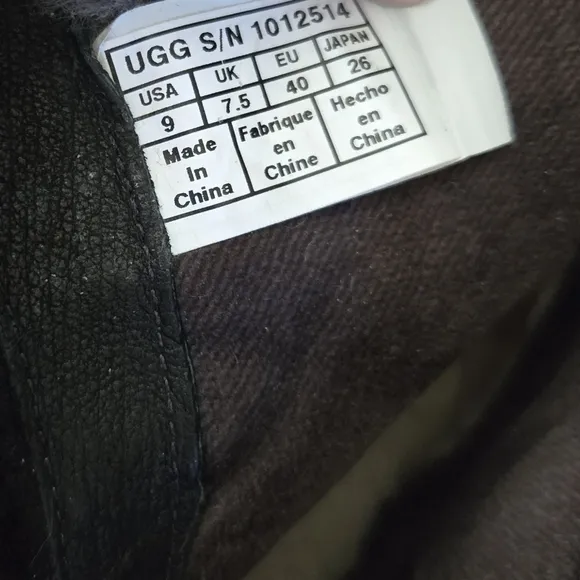 UGG S/N 1012514
USA UK EU JAPAN
9 7.5 40 26
Made Fabrique Hecho
In en en
China Chine China